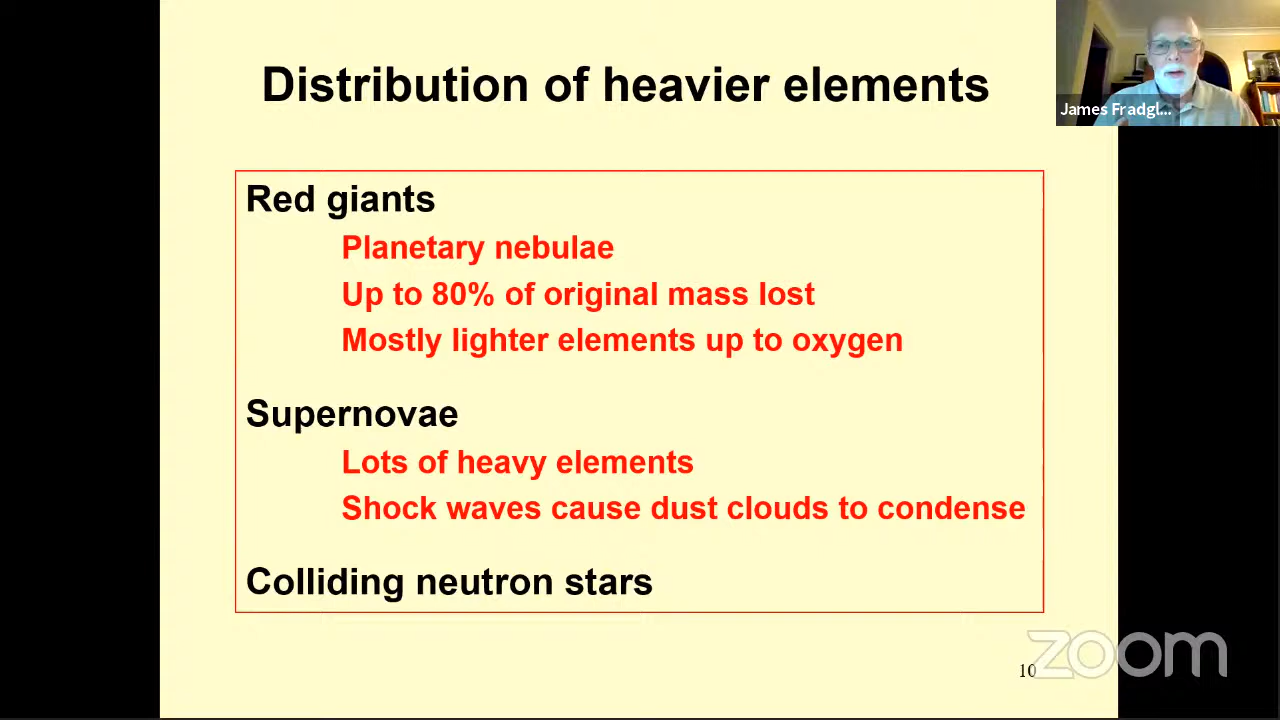 Distribution of heavier elements
James Fradgl...
Red giants
Planetary nebulae
Up to 80% of original mass lost
Mostly lighter elements up to oxygen
Supernovae
Lots of heavy elements
Shock waves cause dust clouds to condense
Colliding neutron stars
10
zoom